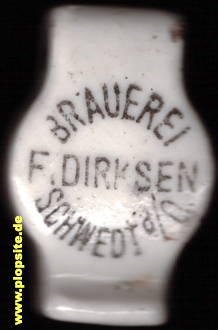 BRAUEREI
F. DIRKSEN
SCHWEDT a/O.
www.plopsite.de